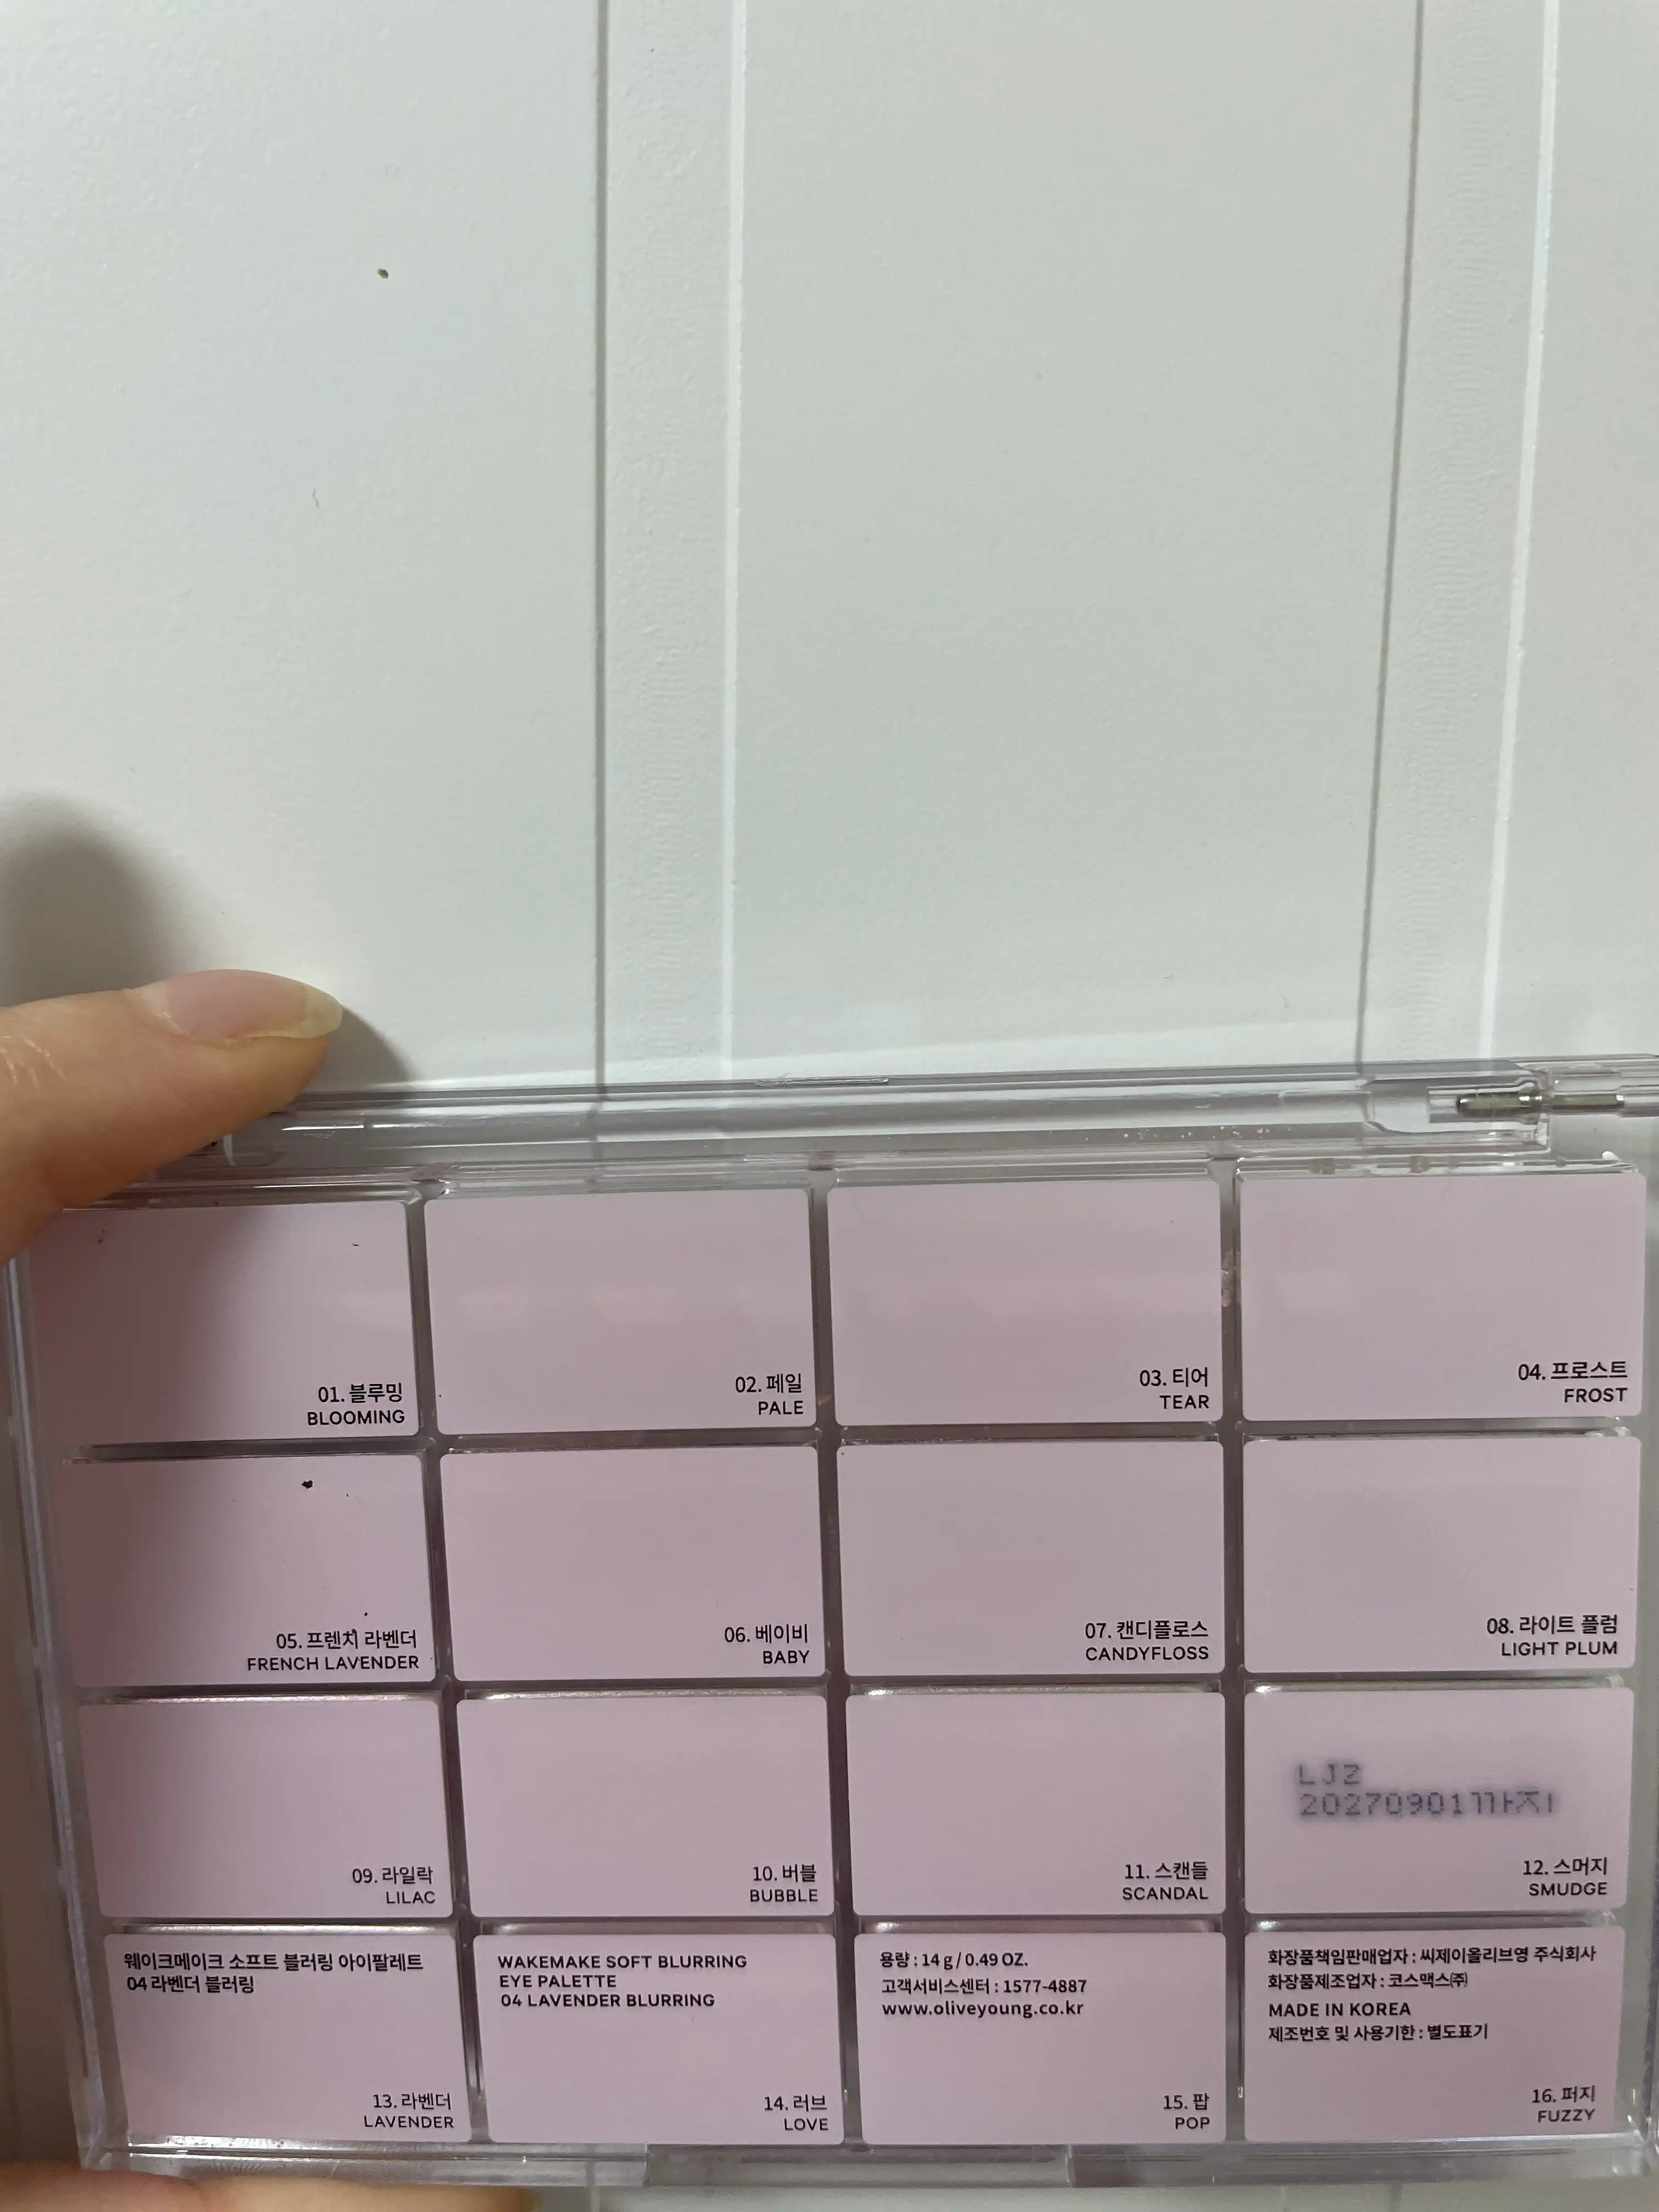 01. 블루밍
BLOOMING
02. 페일
PALE
03. 티어
TEAR
04. 프로스트
FROST
05. 프렌치 라벤더
FRENCH LAVENDER
06. 베이비
BABY
07. 캔디플로스
CANDYFLOSS
08. 라이트 플럼
LIGHT PLUM
09. 라일락
LILAC
10. 버블
BUBBLE
11. 스캔들
SCANDAL
LJ2
20270901까지
12. 스머지
SMUDGE
웨이크메이크 소프트 블러링 아이팔레트
04 라벤더 블러링
13. 라벤더
LAVENDER
WAKEMAKE SOFT BLURRING
EYE PALETTE
04 LAVENDER BLURRING
14. 러브
LOVE
용량 : 14 g / 0.49 OZ.
고객서비스센터 : 1577-4887
www.oliveyoung.co.kr
15. 팝
POP
화장품책임판매업자 : 씨제이올리브영 주식회사
화장품제조업자 : 코스맥스㈜
MADE IN KOREA
제조번호 및 사용기한 : 별도표기
16. 퍼지
FUZZY